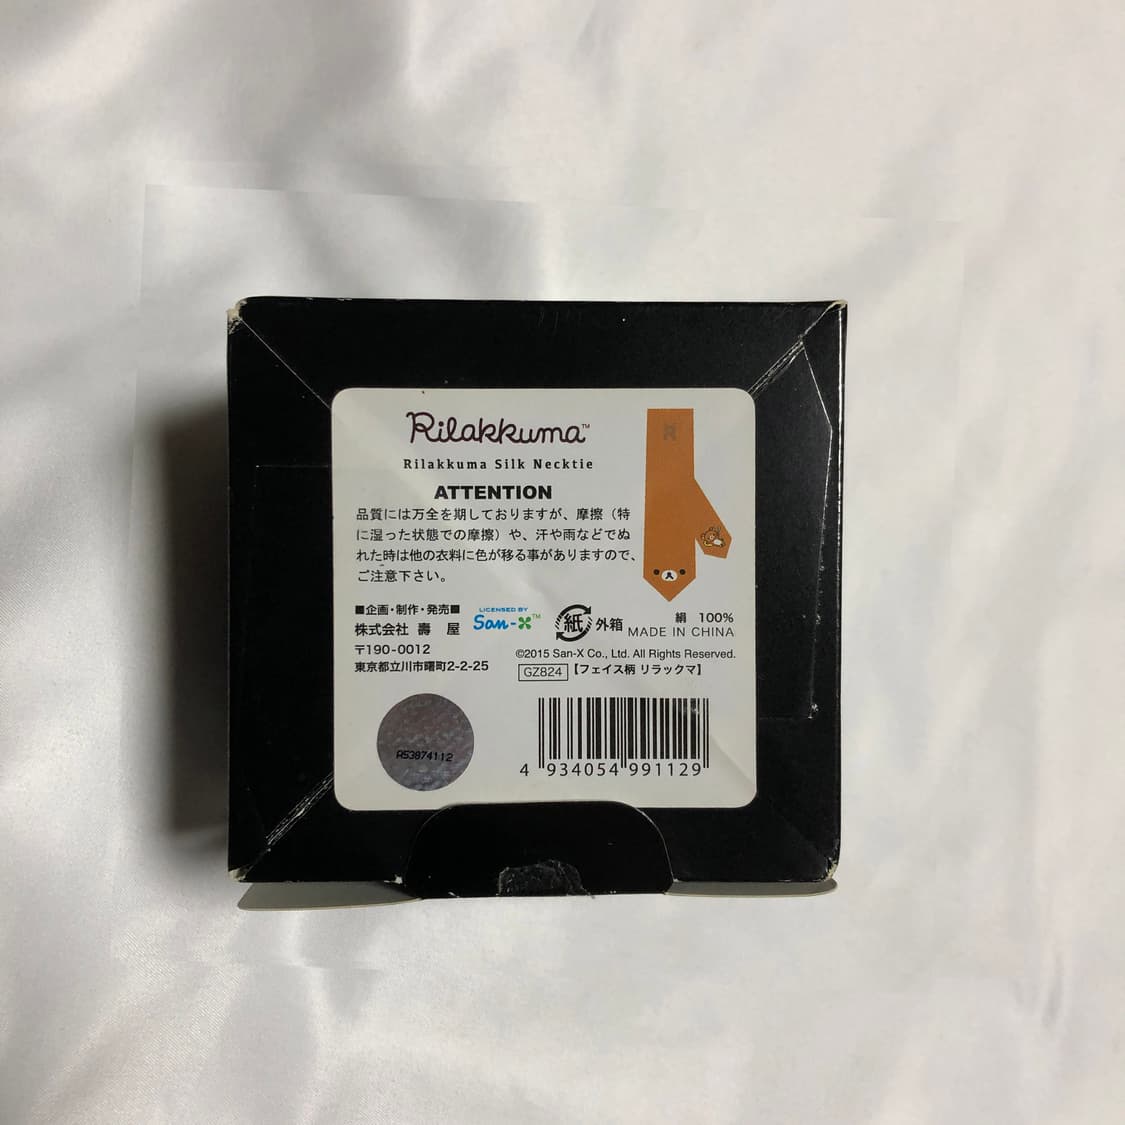 Rilakkuma™
Rilakkuma Silk Necktie
ATTENTION
品質には万全を期しておりますが、摩擦（特
に湿った状態での摩擦）や、汗や雨などでぬ
れた時は他の衣料に色が移る事がありますので、
ご注意下さい。
■企画・制作・発売■
株式会社 壽 屋
〒190-0012
東京都立川市曙町2-2-25
LICENSED BY
San-X™
紙 外箱
絹 100%
MADE IN CHINA
©2015 San-X Co., Ltd. All Rights Reserved.
GZ824 【フェイス柄 リラックマ】
A53874112
4 934054 991129